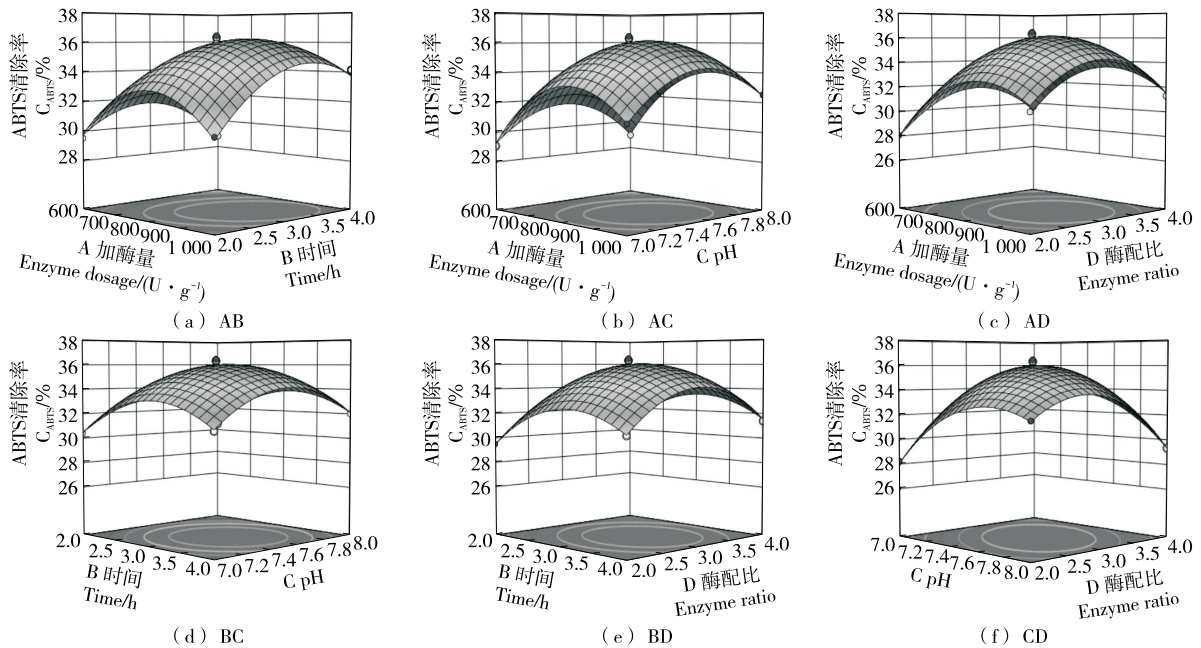 38
36
34
32
30
28
ABTS清除率
C_ABTS/%
600
700
800
900
1 000
2.0
2.5
3.0
3.5
4.0
A 加酶量
Enzyme dosage/(U·g⁻¹)
B 时间
Time/h
(a) AB
38
36
34
32
30
28
ABTS清除率
C_ABTS/%
600
700
800
900
1 000
7.0
7.2
7.4
7.6
7.8
8.0
A 加酶量
Enzyme dosage/(U·g⁻¹)
C pH
(b) AC
38
36
34
32
30
28
26
ABTS清除率
C_ABTS/%
600
700
800
900
1 000
2.0
2.5
3.0
3.5
4.0
A 加酶量
Enzyme dosage/(U·g⁻¹)
D 酶配比
Enzyme ratio
(c) AD
38
36
34
32
30
28
26
ABTS清除率
C_ABTS/%
2.0
2.5
3.0
3.5
4.0
7.0
7.2
7.4
7.6
7.8
8.0
B 时间
Time/h
C pH
(d) BC
38
36
34
32
30
28
26
ABTS清除率
C_ABTS/%
2.0
2.5
3.0
3.5
4.0
2.0
2.5
3.0
3.5
4.0
B 时间
Time/h
D 酶配比
Enzyme ratio
(e) BD
38
36
34
32
30
28
26
ABTS清除率
C_ABTS/%
7.0
7.2
7.4
7.6
7.8
8.0
2.0
2.5
3.0
3.5
4.0
C pH
D 酶配比
Enzyme ratio
(f) CD